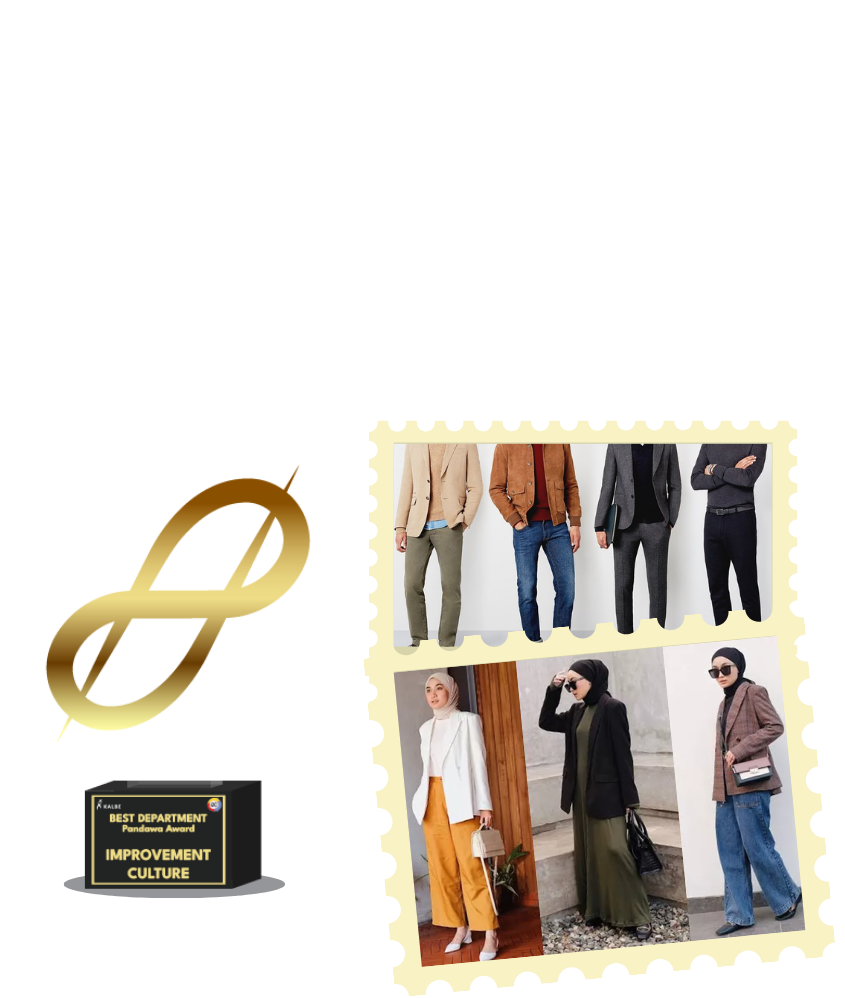 KALBE
BEST DEPARTMENT
Pandawa Award
IMPROVEMENT
CULTURE